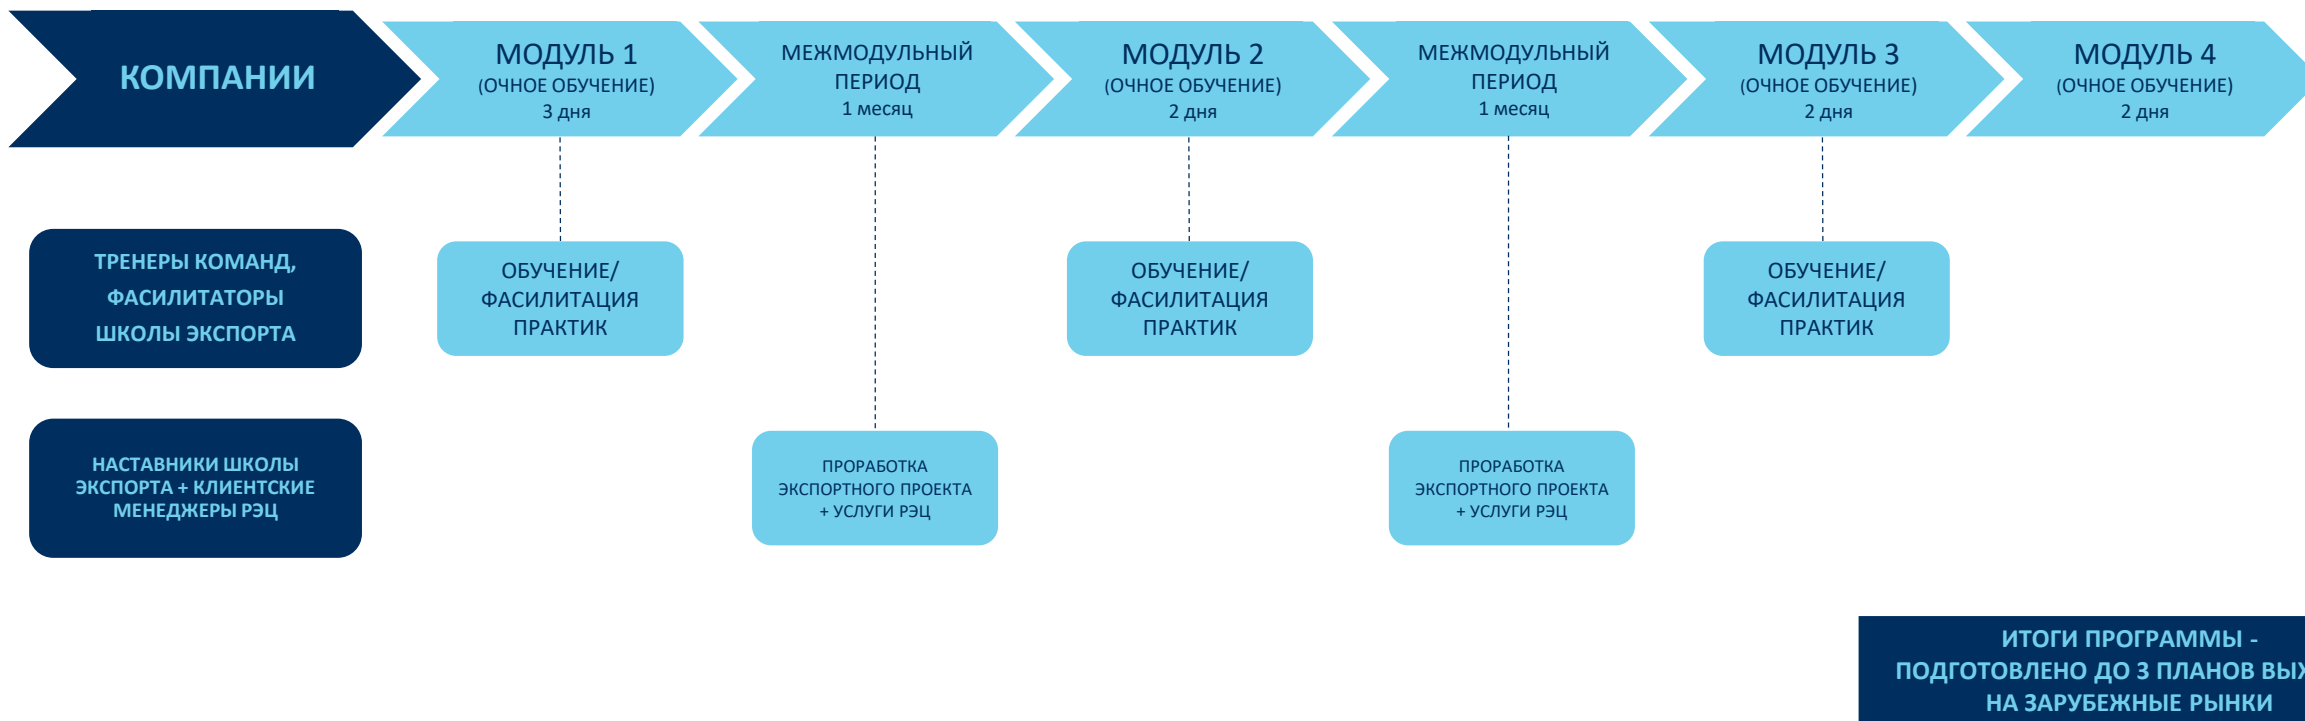 КОМПАНИИ
МОДУЛЬ 1
(ОЧНОЕ ОБУЧЕНИЕ)
3 дня
МЕЖМОДУЛЬНЫЙ
ПЕРИОД
1 месяц
МОДУЛЬ 2
(ОЧНОЕ ОБУЧЕНИЕ)
2 дня
МЕЖМОДУЛЬНЫЙ
ПЕРИОД
1 месяц
МОДУЛЬ 3
(ОЧНОЕ ОБУЧЕНИЕ)
2 дня
МОДУЛЬ 4
(ОЧНОЕ ОБУЧЕНИЕ)
2 дня
ТРЕНЕРЫ КОМАНД,
ФАСИЛИТАТОРЫ
ШКОЛЫ ЭКСПОРТА
ОБУЧЕНИЕ/
ФАСИЛИТАЦИЯ
ПРАКТИК
ОБУЧЕНИЕ/
ФАСИЛИТАЦИЯ
ПРАКТИК
ОБУЧЕНИЕ/
ФАСИЛИТАЦИЯ
ПРАКТИК
НАСТАВНИКИ ШКОЛЫ
ЭКСПОРТА + КЛИЕНТСКИЕ
МЕНЕДЖЕРЫ РЭЦ
ПРОРАБОТКА
ЭКСПОРТНОГО ПРОЕКТА
+ УСЛУГИ РЭЦ
ПРОРАБОТКА
ЭКСПОРТНОГО ПРОЕКТА
+ УСЛУГИ РЭЦ
ИТОГИ ПРОГРАММЫ -
ПОДГОТОВЛЕНО ДО 3 ПЛАНОВ
НА ЗАРУБЕЖНЫЕ РЫНКИ